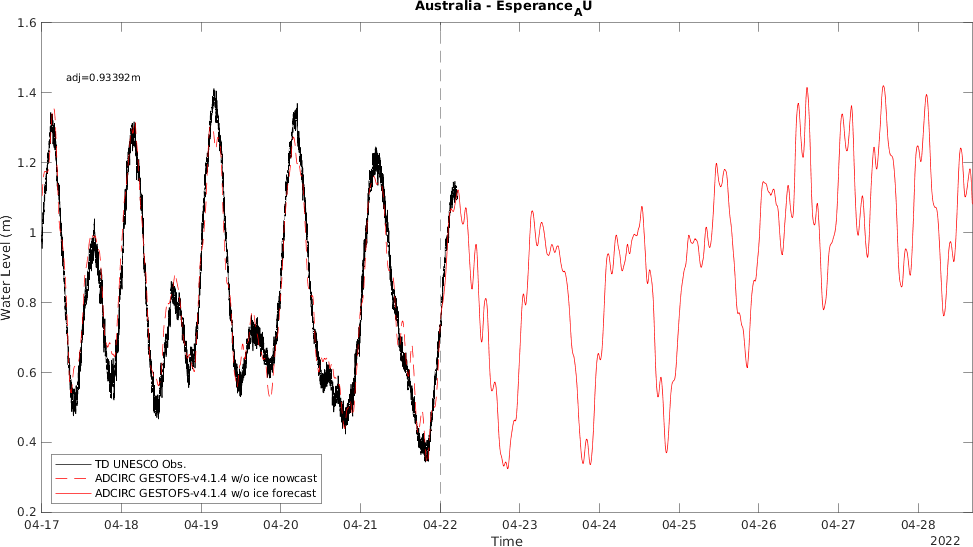 Australia - Esperance_AU
1.6
adj=0.93392m
1.4
1.2
1
0.8
0.6
0.4
0.2
Water Level (m)
TD UNESCO Obs.
ADCIRC GESTOFS-v4.1.4 w/o ice nowcast
ADCIRC GESTOFS-v4.1.4 w/o ice forecast
04-17 04-18 04-19 04-20 04-21 04-22 04-23 04-24 04-25 04-26 04-27 04-28
Time
2022